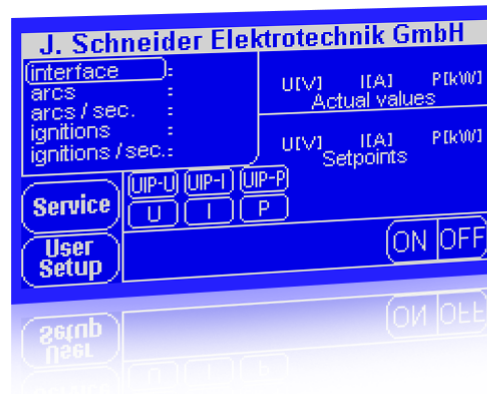 J. Schneider Elektrotechnik GmbH
interface :
arcs :
arcs / sec. :
ignitions :
ignitions / sec.:
U[V] I[A] P[kW]
Actual values
U[V] I[A] P[kW]
Setpoints
UIP-U UIP-I UIP-P
U I P
Service
User
Setup
ON OFF